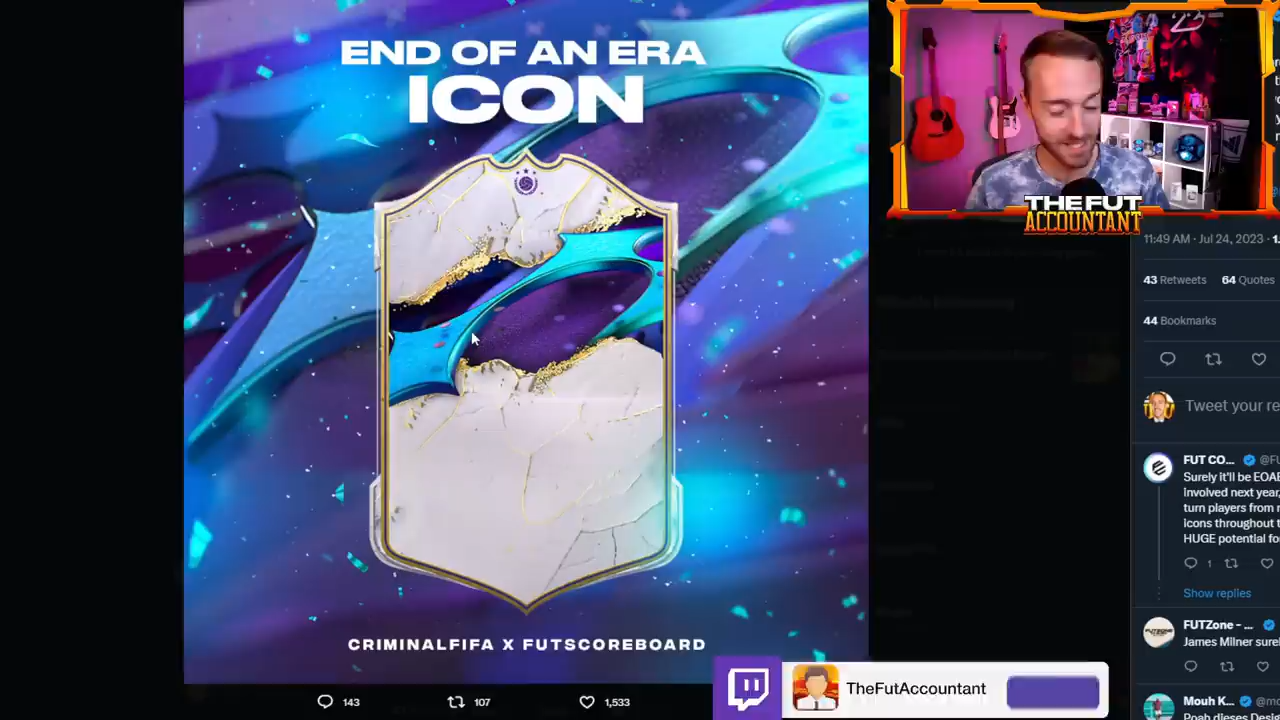 END OF AN ERA
ICON
CRIMINALFIFA X FUTSCOREBOARD
143
107
1,533
23
THE FUT
ACCOUNTANT
11:49 AM · Jul 24, 2023 ·
43 Retweets 64 Quotes
44 Bookmarks
Tweet your re
FUT CO...
Surely it'll be EOAE
involved next year,
turn players from
icons throughout
HUGE potential fo
1
Show replies
FUTZone - ...
James Milner sure
Mouh K...
TheFutAccountant